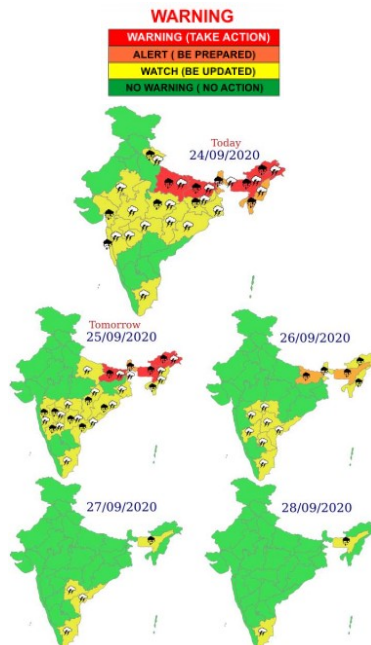 WARNING
WARNING (TAKE ACTION)
ALERT ( BE PREPARED)
WATCH (BE UPDATED)
NO WARNING ( NO ACTION)
Today
24/09/2020
Tomorrow
25/09/2020
26/09/2020
27/09/2020
28/09/2020